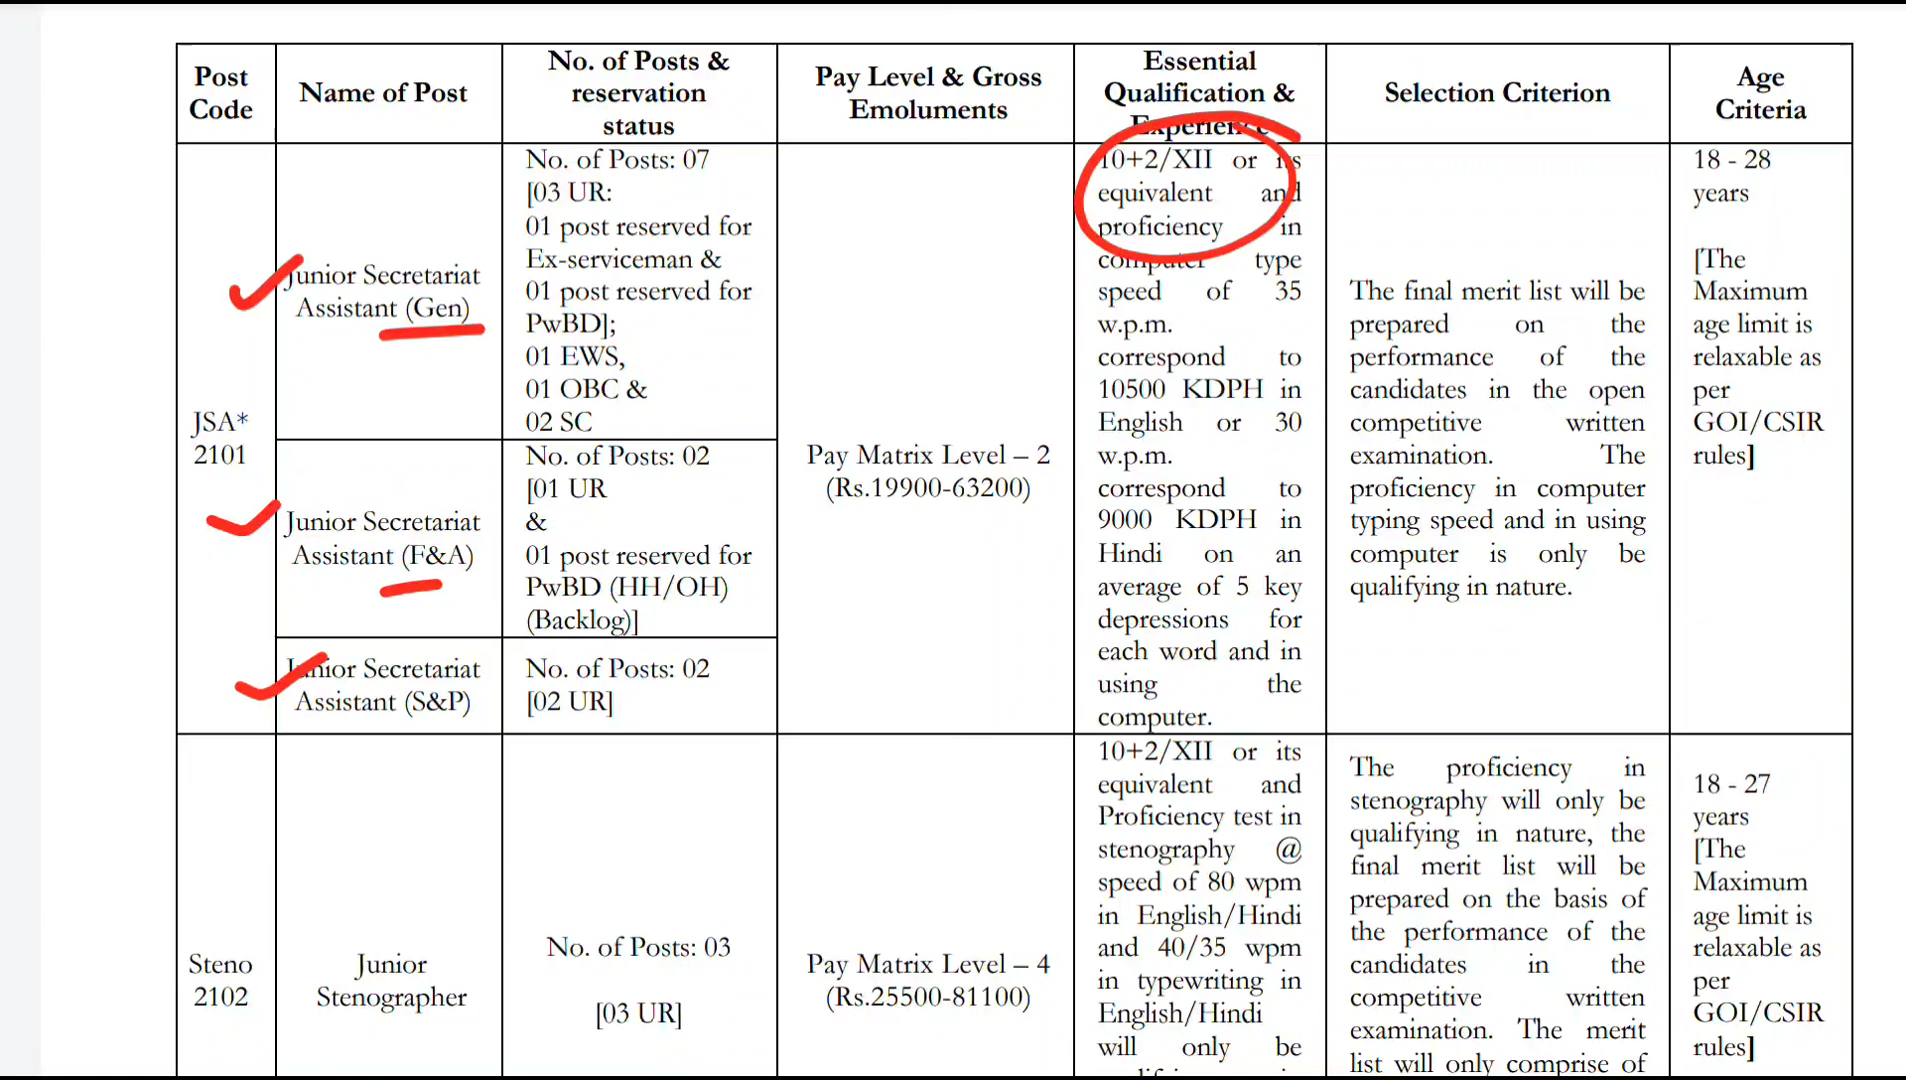 Post
Code
Name of Post
No. of Posts &
reservation
status
Pay Level & Gross
Emoluments
Essential
Qualification &
Experience
Selection Criterion
Age
Criteria
JSA*
2101
Junior Secretariat
Assistant (Gen)
No. of Posts: 07
[03 UR:
01 post reserved for
Ex-serviceman &
01 post reserved for
PwBD];
01 EWS,
01 OBC &
02 SC
Junior Secretariat
Assistant (F&A)
No. of Posts: 02
[01 UR
&
01 post reserved for
PwBD (HH/OH)
(Backlog)]
Junior Secretariat
Assistant (S&P)
No. of Posts: 02
[02 UR]
Pay Matrix Level – 2
(Rs.19900-63200)
10+2/XII or its
equivalent and
proficiency in
computer type
speed of 35
w.p.m.
correspond to
10500 KDPH in
English or 30
w.p.m.
correspond to
9000 KDPH in
Hindi on an
average of 5 key
depressions for
each word and in
using the
computer.
The final merit list will be
prepared on the
performance of the
candidates in the open
competitive written
examination. The
proficiency in computer
typing speed and in using
computer is only be
qualifying in nature.
18 - 28
years
[The
Maximum
age limit is
relaxable as
per
GOI/CSIR
rules]
Steno
2102
Junior
Stenographer
No. of Posts: 03
[03 UR]
Pay Matrix Level – 4
(Rs.25500-81100)
10+2/XII or its
equivalent and
Proficiency test in
stenography @
speed of 80 wpm
in English/Hindi
and 40/35 wpm
in typewriting in
English/Hindi
will only be
The proficiency in
stenography will only be
qualifying in nature, the
final merit list will be
prepared on the basis of
the performance of the
candidates in the
competitive written
examination. The merit
list will only comprise of
18 - 27
years
[The
Maximum
age limit is
relaxable as
per
GOI/CSIR
rules]